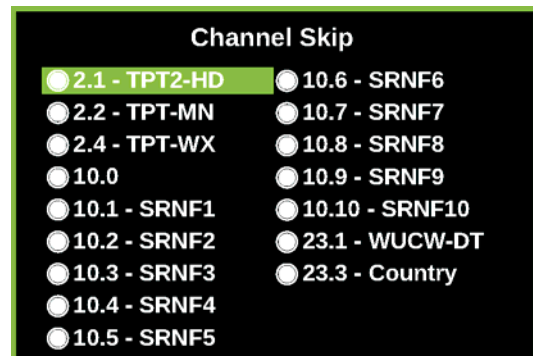 Channel Skip
2.1 - TPT2-HD
2.2 - TPT-MN
2.4 - TPT-WX
10.0
10.1 - SRNF1
10.2 - SRNF2
10.3 - SRNF3
10.4 - SRNF4
10.5 - SRNF5
10.6 - SRNF6
10.7 - SRNF7
10.8 - SRNF8
10.9 - SRNF9
10.10 - SRNF10
23.1 - WUCW-DT
23.3 - Country